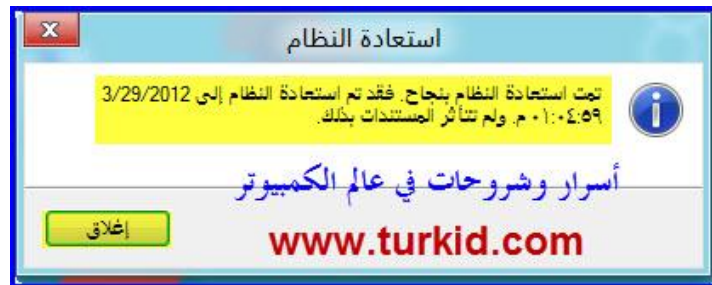 استعادة النظام
تمت استعادة النظام بنجاح. فقد تم استعادة النظام إلى 3/29/2012
٠١:٠٤:٥٩ م. ولم تتأثر المستندات بذلك.
أسرار وشروحات في عالم الكمبيوتر
إغلاق
www.turkid.com